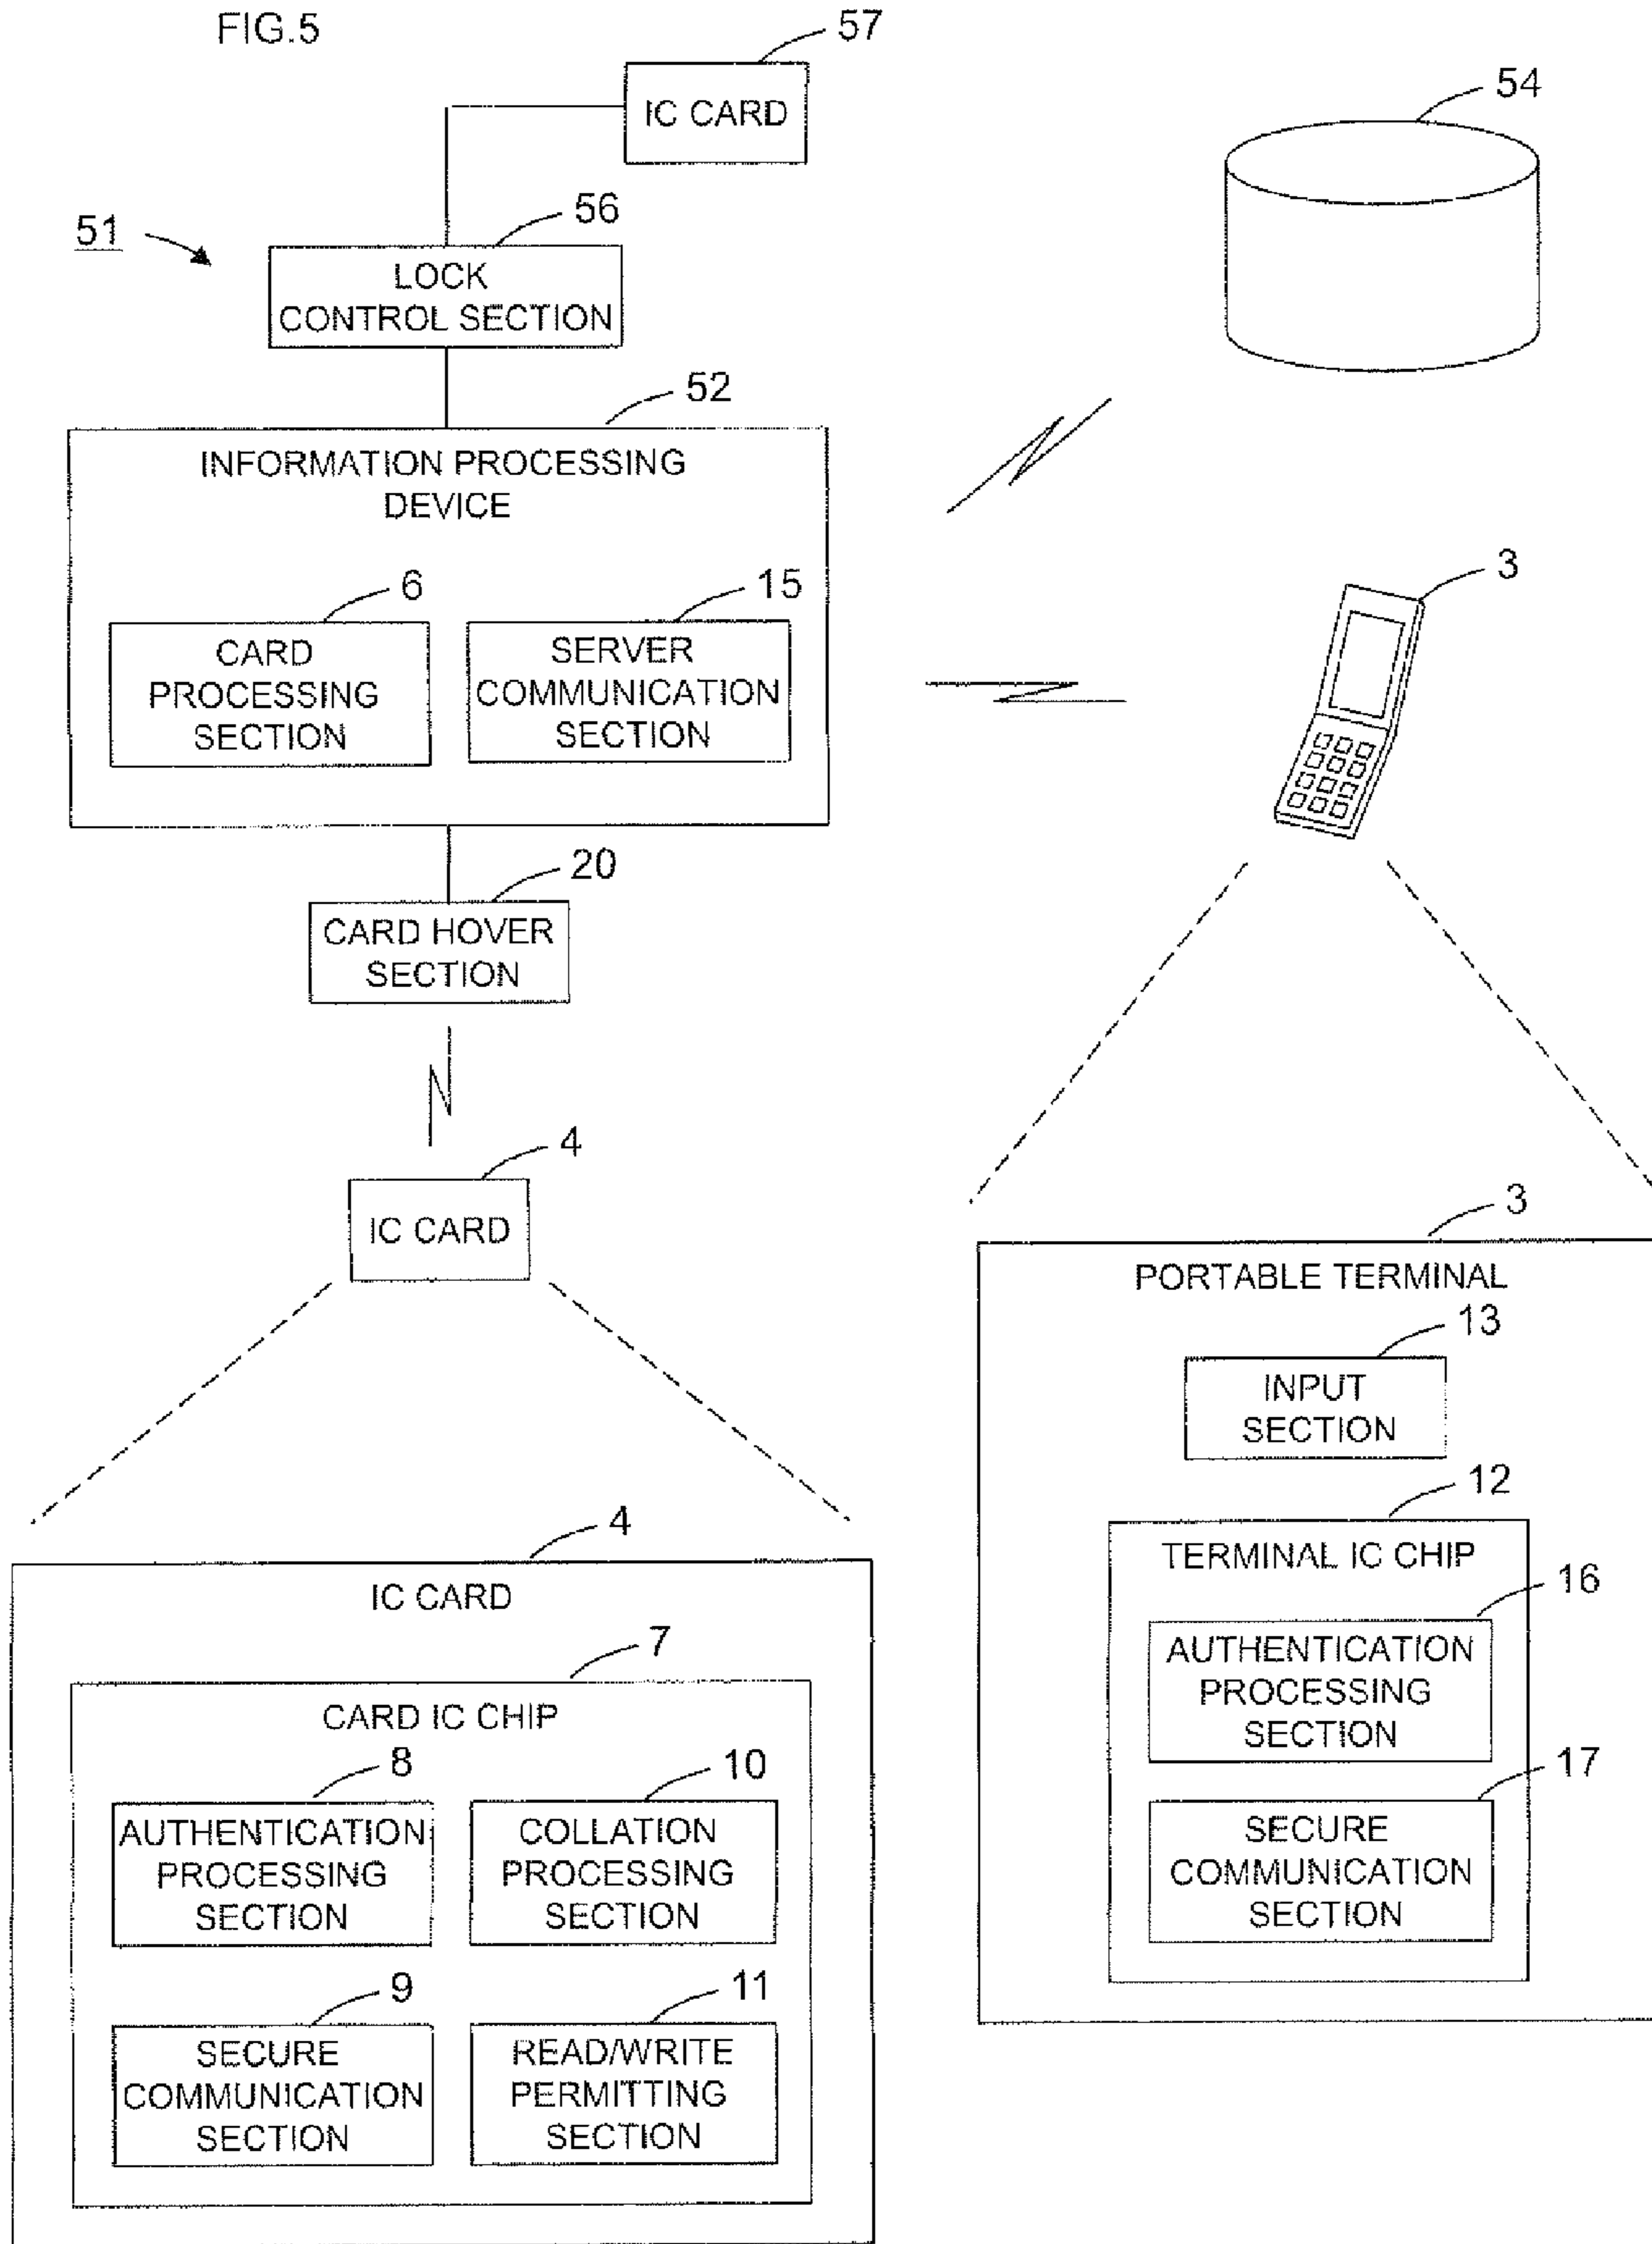 FIG.5
57
IC CARD
54
51
56
LOCK
CONTROL SECTION
52
INFORMATION PROCESSING
DEVICE
6
CARD
PROCESSING
SECTION
15
SERVER
COMMUNICATION
SECTION
3
20
CARD HOVER
SECTION
4
IC CARD
3
PORTABLE TERMINAL
13
INPUT
SECTION
12
TERMINAL IC CHIP
16
AUTHENTICATION
PROCESSING
SECTION
17
SECURE
COMMUNICATION
SECTION
4
IC CARD
7
CARD IC CHIP
8
AUTHENTICATION
PROCESSING
SECTION
10
COLLATION
PROCESSING
SECTION
9
SECURE
COMMUNICATION
SECTION
11
READ/WRITE
PERMITTING
SECTION